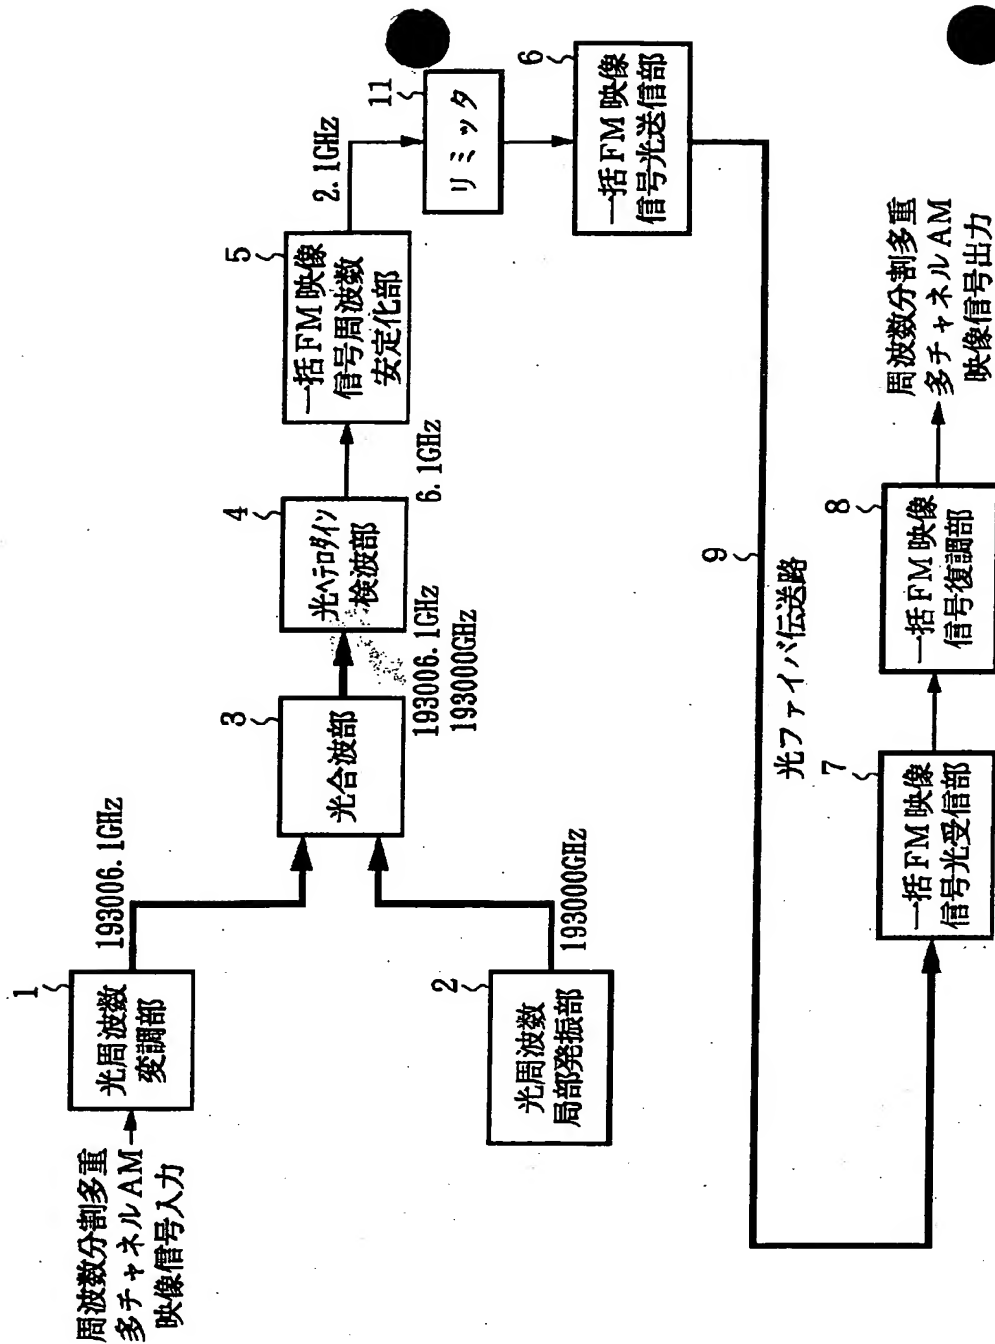 周波数分割多重
多チャネルAM
映像信号入力
1
光周波数
変調部
193006.1GHz
2
光周波数
局部発振部
193000GHz
3
光合波部
193006.1GHz
193000GHz
4
光ヘテロダイン
検波部
6.1GHz
5
一括FM映像
信号周波数
安定化部
2.1GHz
11
リミッタ
6
一括FM映像
信号光送信部
9
光ファイバ伝送路
7
一括FM映像
信号光受信部
8
一括FM映像
信号復調部
周波数分割多重
多チャネルAM
映像信号出力